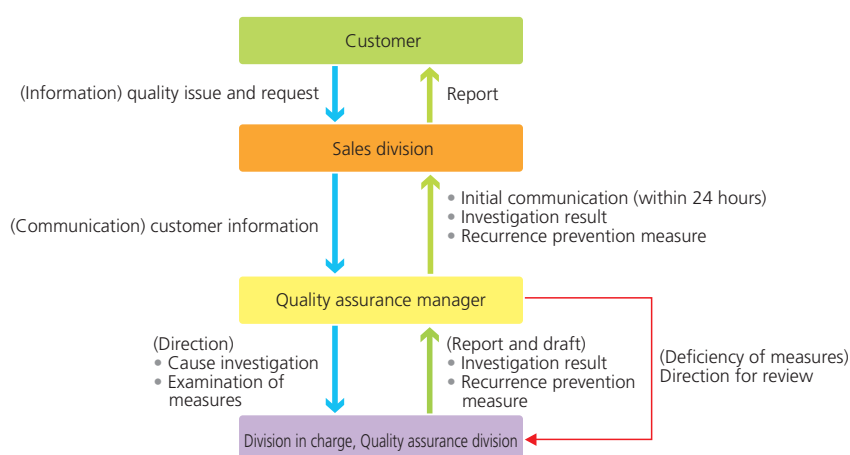 Customer
(Information) quality issue and request
Report
Sales division
(Communication) customer information
• Initial communication (within 24 hours)
• Investigation result
• Recurrence prevention measure
Quality assurance manager
(Direction)
• Cause investigation
• Examination of
measures
(Report and draft)
• Investigation result
• Recurrence prevention
measure
(Deficiency of measures)
Direction for review
Division in charge, Quality assurance division